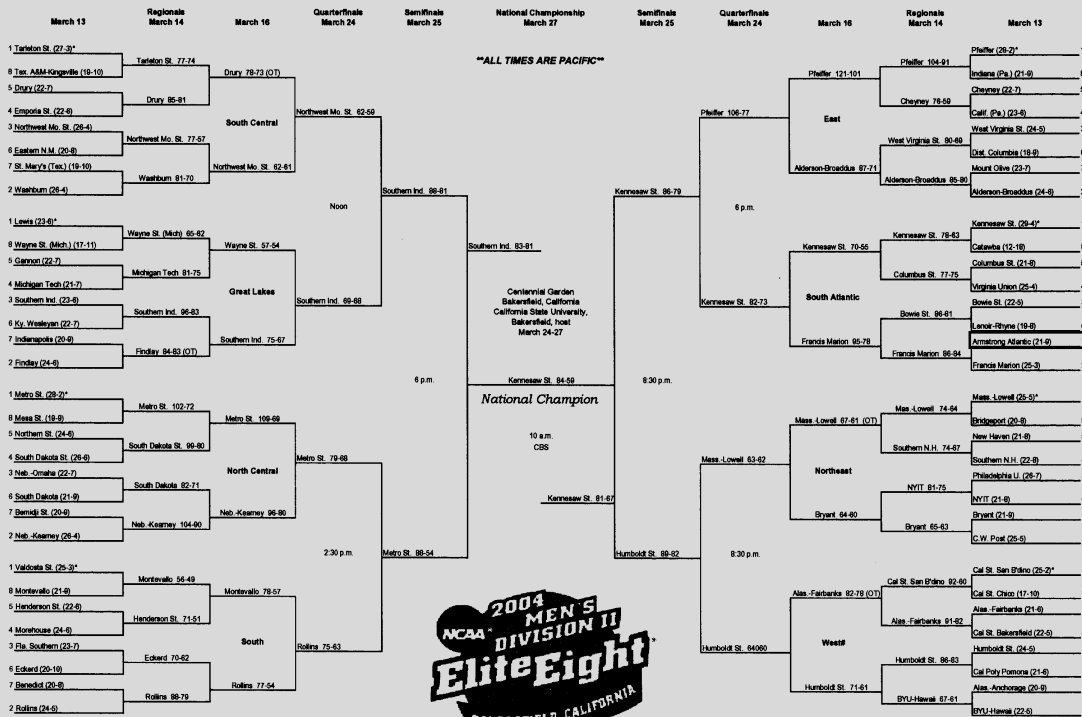 March 13
Regionals
March 14
March 16
Quarterfinals
March 24
Semifinals
March 25
National Championship
March 27
Semifinals
March 25
Quarterfinals
March 24
March 16
Regionals
March 14
March 13
**ALL TIMES ARE PACIFIC**
1 Tarleton St. (27-3)*
8 Tex. A&M-Kingsville (19-10)
5 Drury (22-7)
4 Emporia St. (22-6)
3 Northwest Mo. St. (26-4)
6 Eastern N.M. (20-8)
7 St. Mary's (Tex.) (19-10)
2 Washburn (26-4)
Tarleton St. 77-74
Drury 85-81
Northwest Mo. St. 77-57
Washburn 81-70
Drury 78-73 (OT)
South Central
Northwest Mo. St. 62-61
Northwest Mo. St. 62-59
Noon
1 Lewis (23-6)*
8 Wayne St. (Mich.) (17-11)
5 Gannon (22-7)
4 Michigan Tech (21-7)
3 Southern Ind. (23-6)
6 Ky. Wesleyan (22-7)
7 Indianapolis (20-9)
2 Findlay (24-6)
Wayne St. (Mich) 65-62
Michigan Tech 81-75
Southern Ind. 96-83
Findlay 84-83 (OT)
Wayne St. 57-54
Great Lakes
Southern Ind. 75-67
Southern Ind. 69-68
Southern Ind. 88-81
6 p.m.
1 Metro St. (28-2)*
8 Mesa St. (19-9)
5 Northern St. (24-6)
4 South Dakota St. (26-6)
3 Neb.-Omaha (22-7)
6 South Dakota (21-9)
7 Bemidji St. (20-9)
2 Neb.-Kearney (26-4)
Metro St. 102-72
South Dakota St. 99-80
South Dakota 82-71
Neb.-Kearney 104-90
Metro St. 109-69
North Central
Neb.-Kearney 96-80
Metro St. 79-68
2:30 p.m.
Metro St. 88-54
1 Valdosta St. (25-3)*
8 Montevallo (21-9)
5 Henderson St. (22-6)
4 Morehouse (24-6)
3 Fla. Southern (23-7)
6 Eckerd (20-10)
7 Benedict (20-8)
2 Rollins (24-5)
Montevallo 56-49
Henderson St. 71-51
Eckerd 70-62
Rollins 88-79
Montevallo 78-57
South
Rollins 77-54
Rollins 75-63
Southern Ind. 83-81
Centennial Garden
Bakersfield, California
California State University,
Bakersfield, host
March 24-27
Kennesaw St. 84-59
National Champion
10 a.m.
CBS
Kennesaw St. 81-67
Kennesaw St. 86-79
8:30 p.m.
Humboldt St. 89-82
Pfeiffer 106-77
6 p.m.
Kennesaw St. 82-73
Pfeiffer 121-101
East
Alderson-Broaddus 87-71
Pfeiffer 104-91
Cheyney 76-59
West Virginia St. 90-69
Alderson-Broaddus 85-80
Pfeiffer (28-2)*
Indiana (Pa.) (21-9)
Cheyney (22-7)
Calif. (Pa.) (23-6)
West Virginia St. (24-5)
Dist. Columbia (18-9)
Mount Olive (23-7)
Alderson-Broaddus (24-6)
Kennesaw St. 70-55
South Atlantic
Francis Marion 95-78
Kennesaw St. 78-63
Columbus St. 77-75
Bowie St. 86-81
Francis Marion 86-84
Kennesaw St. (29-4)*
Catawba (12-18)
Columbus St. (21-8)
Virginia Union (25-4)
Bowie St. (22-5)
Lenoir-Rhyne (19-8)
Armstrong Atlantic (21-9)
Francis Marion (25-3)
Mass.-Lowell 63-62
8:30 p.m.
Humboldt St. 64060
Mass.-Lowell 67-61 (OT)
Northeast
Bryant 64-60
Mas.-Lowell 74-64
Southern N.H. 74-67
NYIT 81-75
Bryant 65-63
Mass.-Lowell (25-5)*
Bridgeport (20-8)
New Haven (21-8)
Southern N.H. (22-8)
Philadelphia U. (26-7)
NYIT (21-8)
Bryant (21-9)
C.W. Post (25-5)
Alas.-Fairbanks 82-78 (OT)
West#
Humboldt St. 71-61
Cal St. San B'dino 92-60
Alas.-Fairbanks 91-82
Humboldt St. 86-83
BYU-Hawaii 67-61
Cal St. San B'dino (25-2)*
Cal St. Chico (17-10)
Alas.-Fairbanks (21-6)
Cal St. Bakersfield (22-5)
Humboldt St. (24-5)
Cal Poly Pomona (21-6)
Alas.-Anchorage (20-9)
BYU-Hawaii (22-5)
NCAA
2004
MEN'S
DIVISION II
Elite Eight